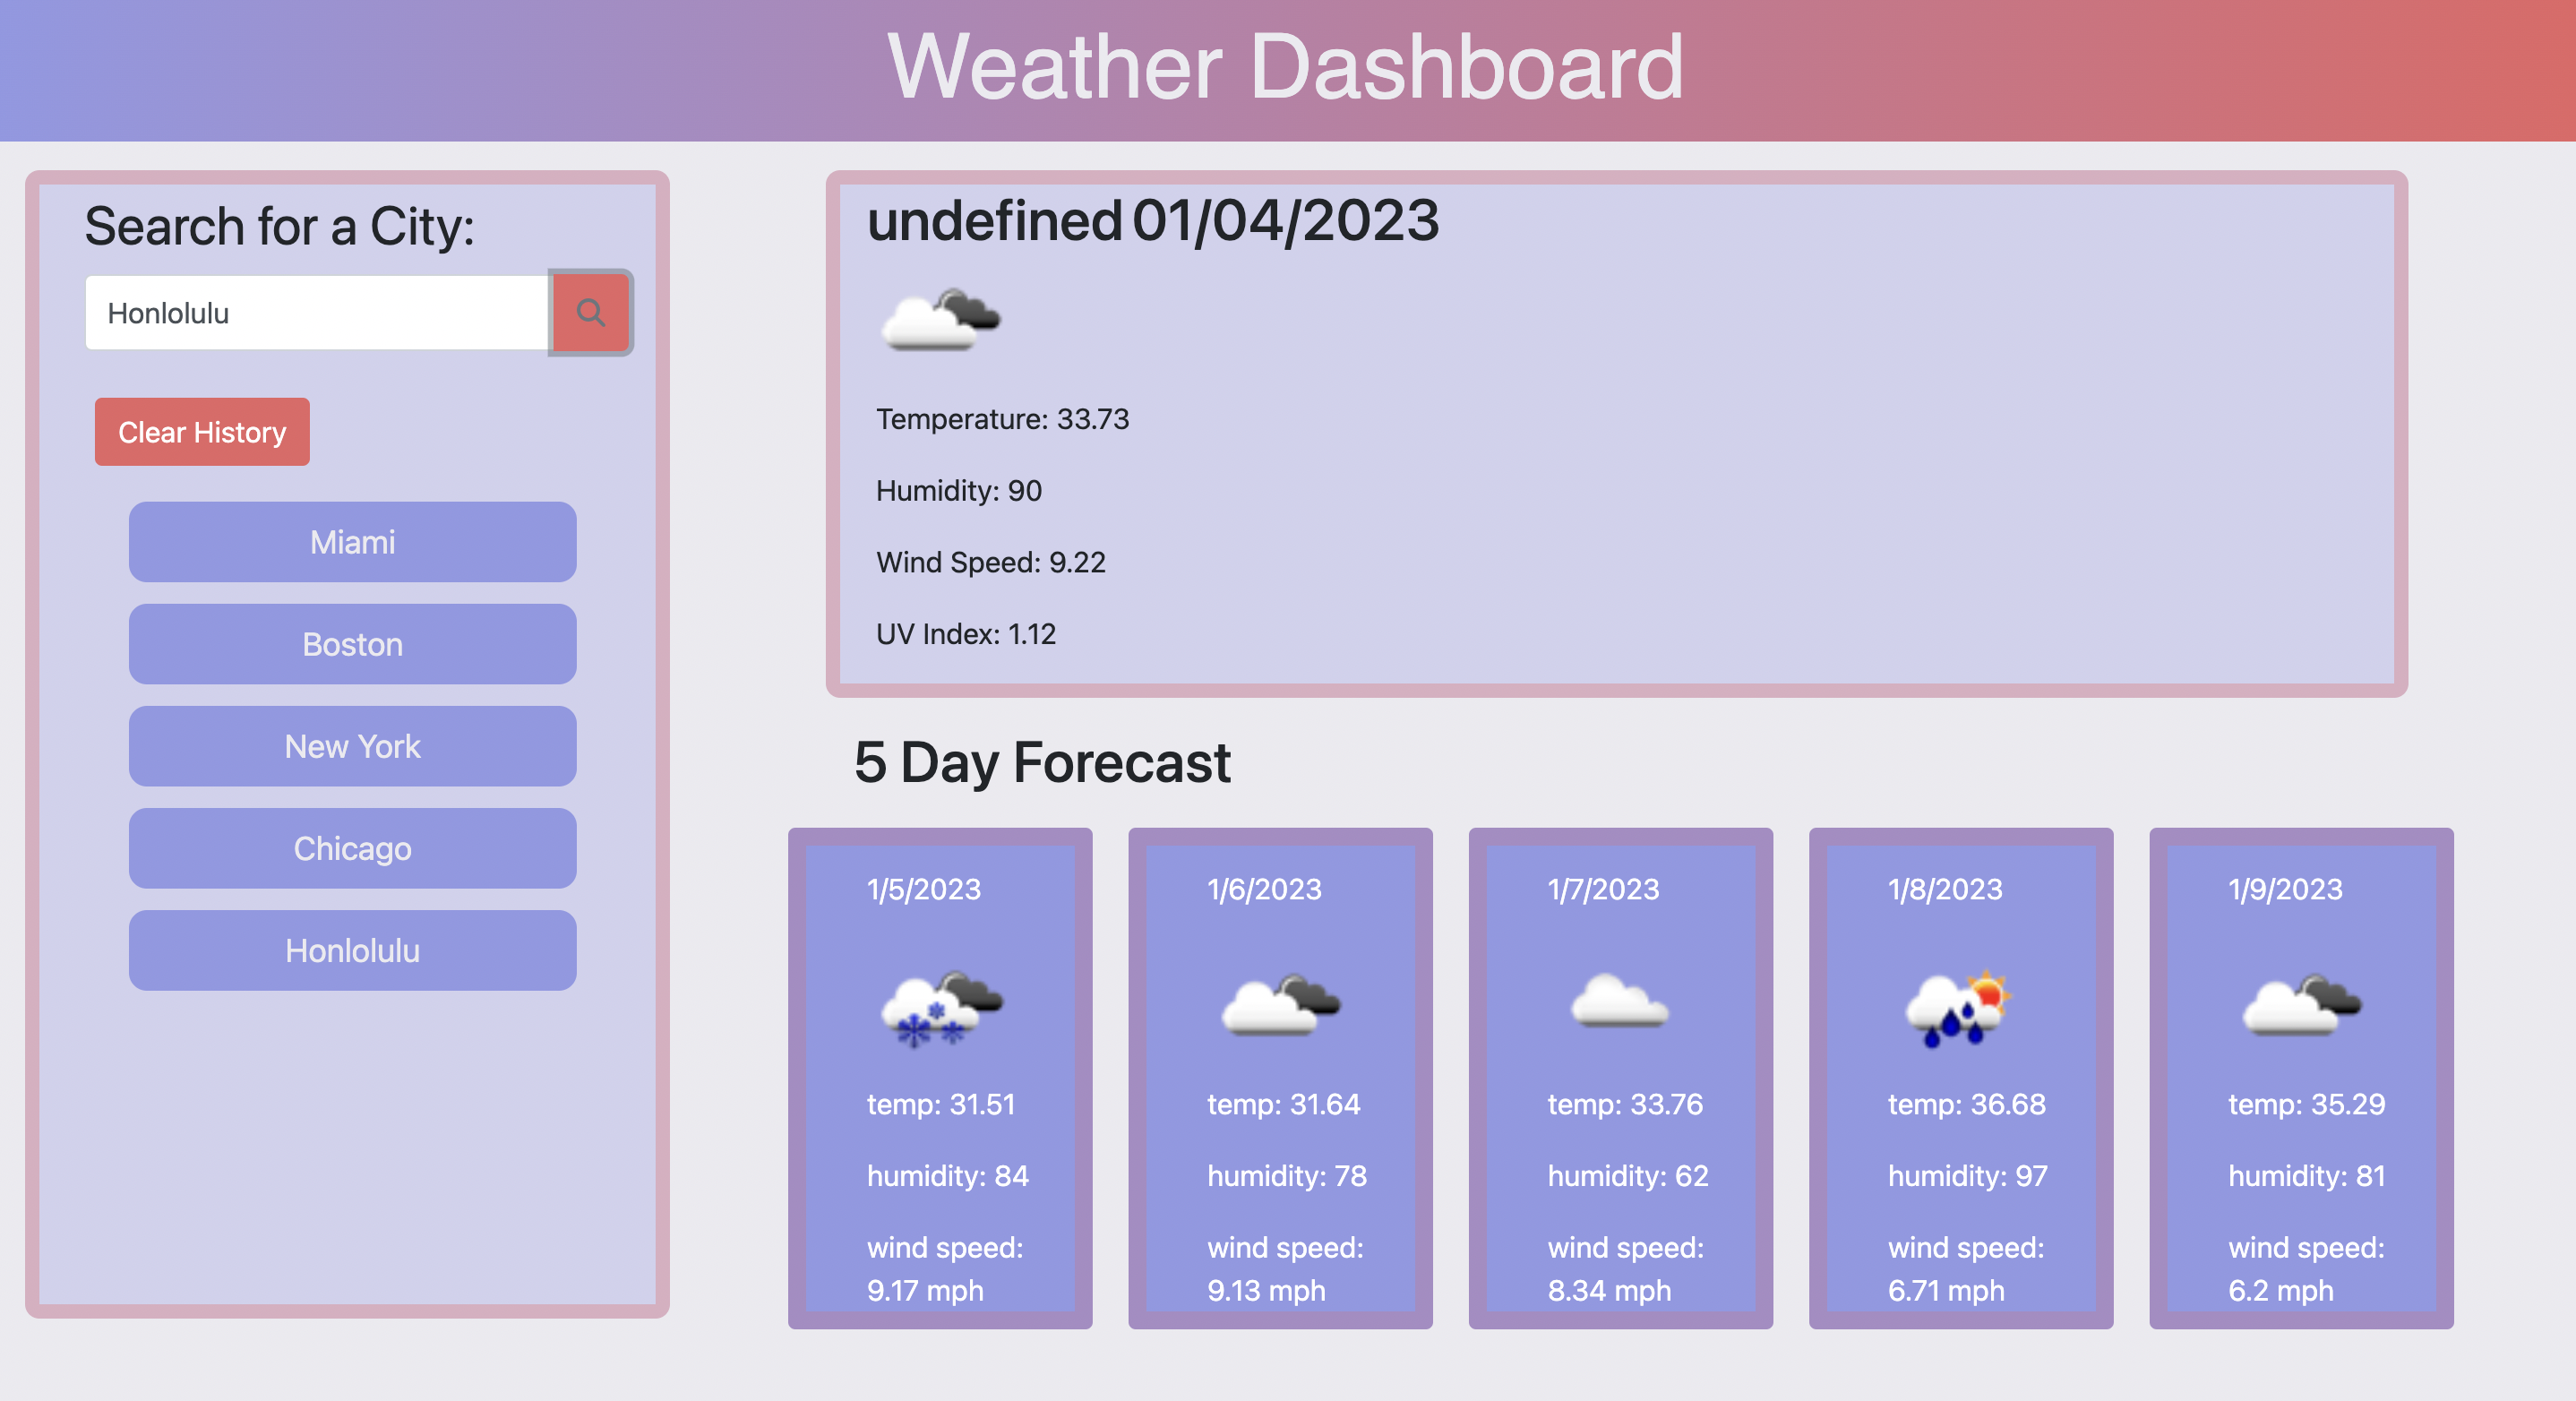 Weather Dashboard
Search for a City:
Honlolulu
Clear History
Miami
Boston
New York
Chicago
Honlolulu
undefined 01/04/2023
Temperature: 33.73
Humidity: 90
Wind Speed: 9.22
UV Index: 1.12
5 Day Forecast
1/5/2023
temp: 31.51
humidity: 84
wind speed:
9.17 mph
1/6/2023
temp: 31.64
humidity: 78
wind speed:
9.13 mph
1/7/2023
temp: 33.76
humidity: 62
wind speed:
8.34 mph
1/8/2023
temp: 36.68
humidity: 97
wind speed:
6.71 mph
1/9/2023
temp: 35.29
humidity: 81
wind speed:
6.2 mph